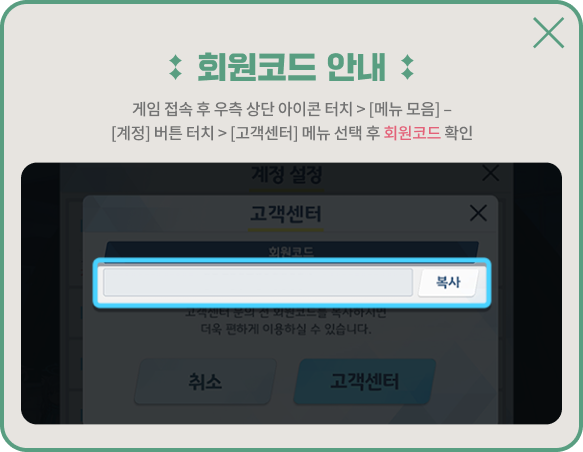 회원코드 안내
게임 접속 후 우측 상단 아이콘 터치 > [메뉴 모음] –
[계정] 버튼 터치 > [고객센터] 메뉴 선택 후 회원코드 확인
계정 설정
고객센터
회원코드
복사
고객센터 문의 전 회원코드를 복사하시면
더욱 편하게 이용하실 수 있습니다.
취소
고객센터